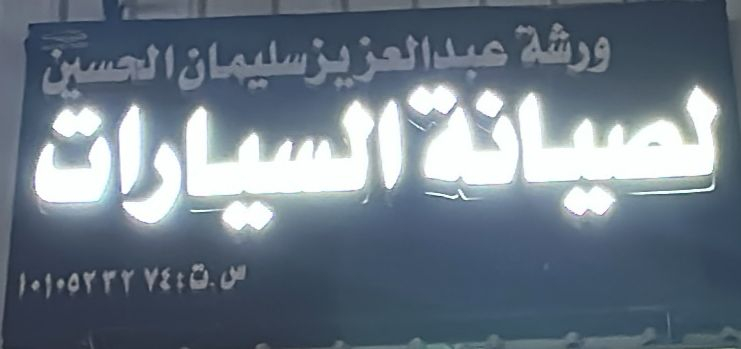 ورشة عبدالعزيز سليمان الحسين
لصيانة السيارات
س.ت: ١٠١٠٥٢٣٢٧٤